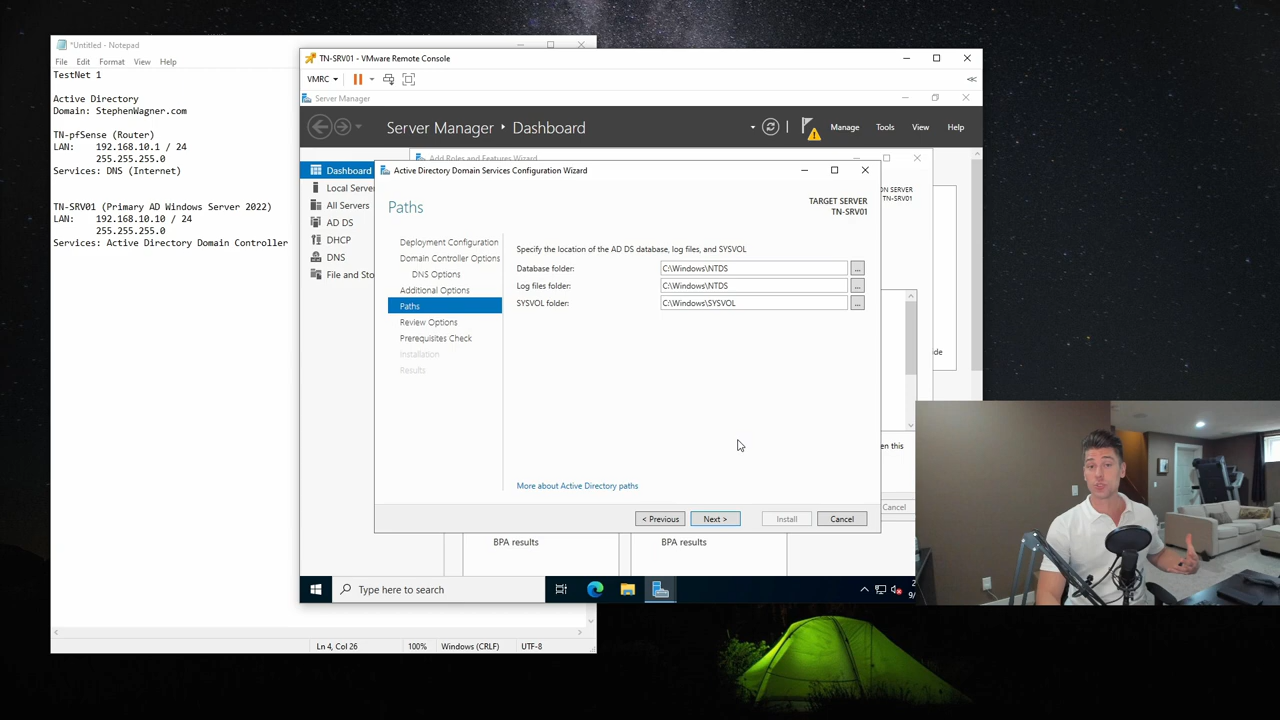 *Untitled - Notepad
File Edit Format View Help
TestNet 1
Active Directory
Domain: StephenWagner.com
TN-pfSense (Router)
LAN: 192.168.10.1 / 24
255.255.255.0
Services: DNS (Internet)
TN-SRV01 (Primary AD Windows Server 2022)
LAN: 192.168.10.10 / 24
255.255.255.0
Services: Active Directory Domain Controller
Ln 4, Col 26 100% Windows (CRLF) UTF-8
TN-SRV01 - VMware Remote Console
VMRC
Server Manager
Server Manager Dashboard
Manage Tools View Help
Dashboard
Local Serve
All Servers
AD DS
DHCP
DNS
File and Sto
Add Roles and Features Wizard
ON SERVER
TN-SRV01
Active Directory Domain Services Configuration Wizard
Paths
TARGET SERVER
TN-SRV01
Deployment Configuration
Domain Controller Options
DNS Options
Additional Options
Paths
Review Options
Prerequisites Check
Installation
Results
Specify the location of the AD DS database, log files, and SYSVOL
Database folder: C:\Windows\NTDS ...
Log files folder: C:\Windows\NTDS ...
SYSVOL folder: C:\Windows\SYSVOL ...
More about Active Directory paths
< Previous Next > Install Cancel
de
en this
Cancel
BPA results BPA results
Type here to search